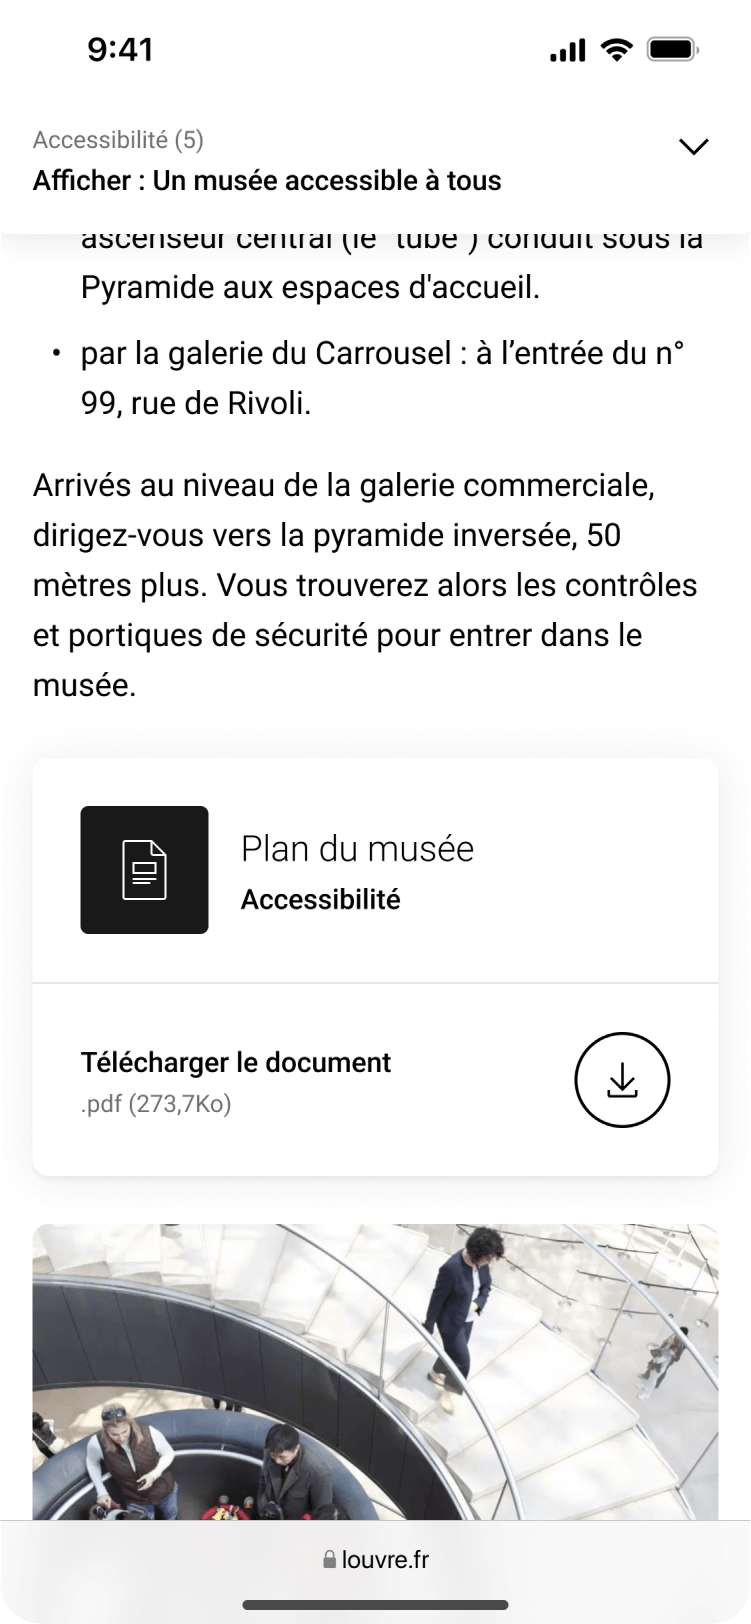 9:41
Accessibilité (5)
Afficher : Un musée accessible à tous
ascenseur central (le "tube") conduit sous la
Pyramide aux espaces d'accueil.
• par la galerie du Carrousel : à l’entrée du n°
99, rue de Rivoli.
Arrivés au niveau de la galerie commerciale,
dirigez-vous vers la pyramide inversée, 50
mètres plus. Vous trouverez alors les contrôles
et portiques de sécurité pour entrer dans le
musée.
Plan du musée
Accessibilité
Télécharger le document
.pdf (273,7Ko)
louvre.fr